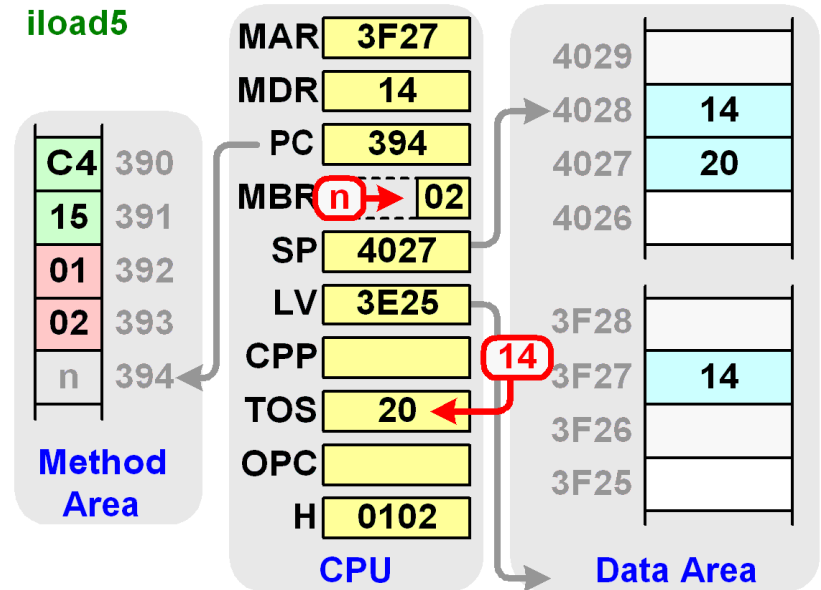 iload5
C4 390
15 391
01 392
02 393
n 394
Method
Area
MAR 3F27
MDR 14
PC 394
MBR n 02
SP 4027
LV 3E25
CPP
TOS 20
OPC
H 0102
CPU
14
4029
4028 14
4027 20
4026
3F28
3F27 14
3F26
3F25
Data Area